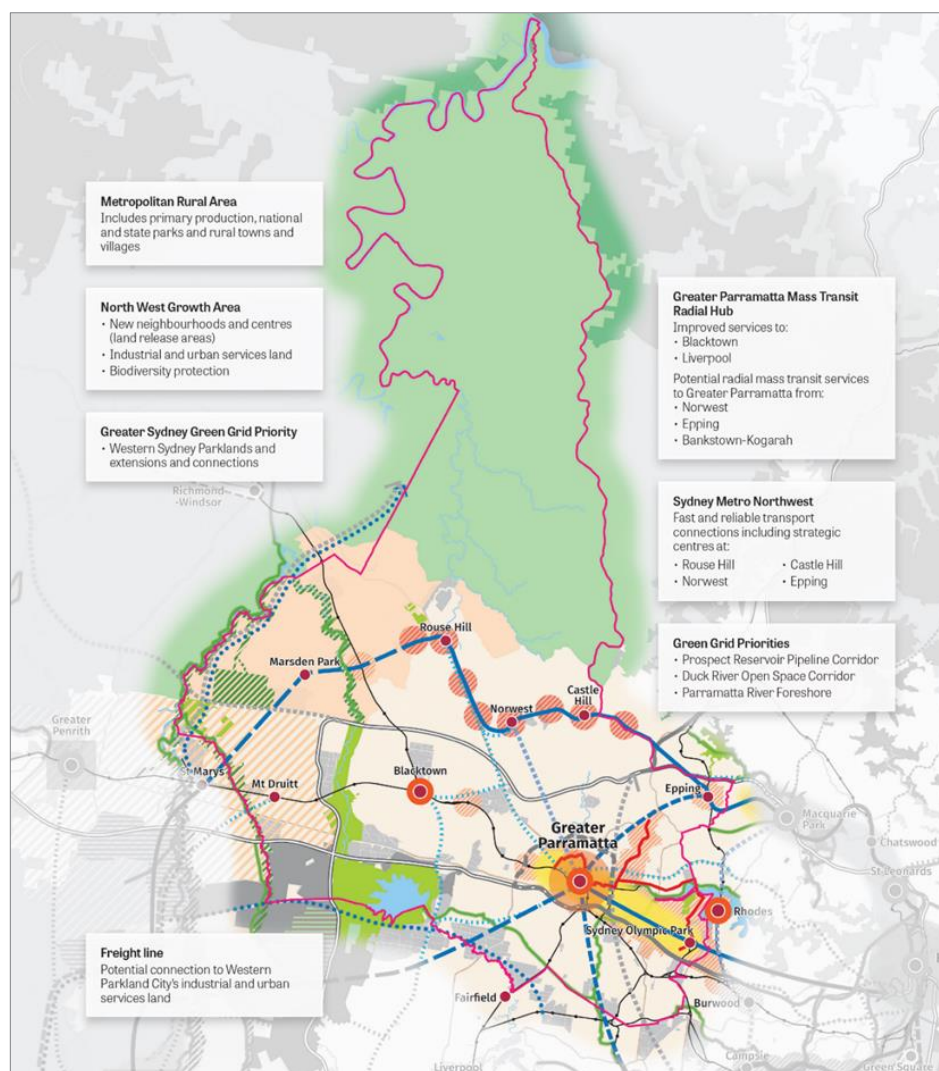 Metropolitan Rural Area
Includes primary production, national
and state parks and rural towns and
villages
North West Growth Area
• New neighbourhoods and centres
(land release areas)
• Industrial and urban services land
• Biodiversity protection
Greater Sydney Green Grid Priority
• Western Sydney Parklands and
extensions and connections
Greater Parramatta Mass Transit
Radial Hub
Improved services to:
• Blacktown
• Liverpool
Potential radial mass transit services
to Greater Parramatta from:
• Norwest
• Epping
• Bankstown-Kogarah
Sydney Metro Northwest
Fast and reliable transport
connections including strategic
centres at:
• Rouse Hill
• Norwest
• Castle Hill
• Epping
Green Grid Priorities
• Prospect Reservoir Pipeline Corridor
• Duck River Open Space Corridor
• Parramatta River Foreshore
Richmond
-Windsor
Rouse Hill
Marsden Park
Norwest
Castle
Hill
Greater
Penrith
St Marys
Mt Druitt
Blacktown
Epping
Macquarie
Park
Chatswood
Greater
Parramatta
St Leonards
Rhodes
Sydney Olympic Park
Freight line
Potential connection to Western
Parkland City's industrial and urban
services land
Fairfield
Burwood
Liverpool
Campsie
Green Square